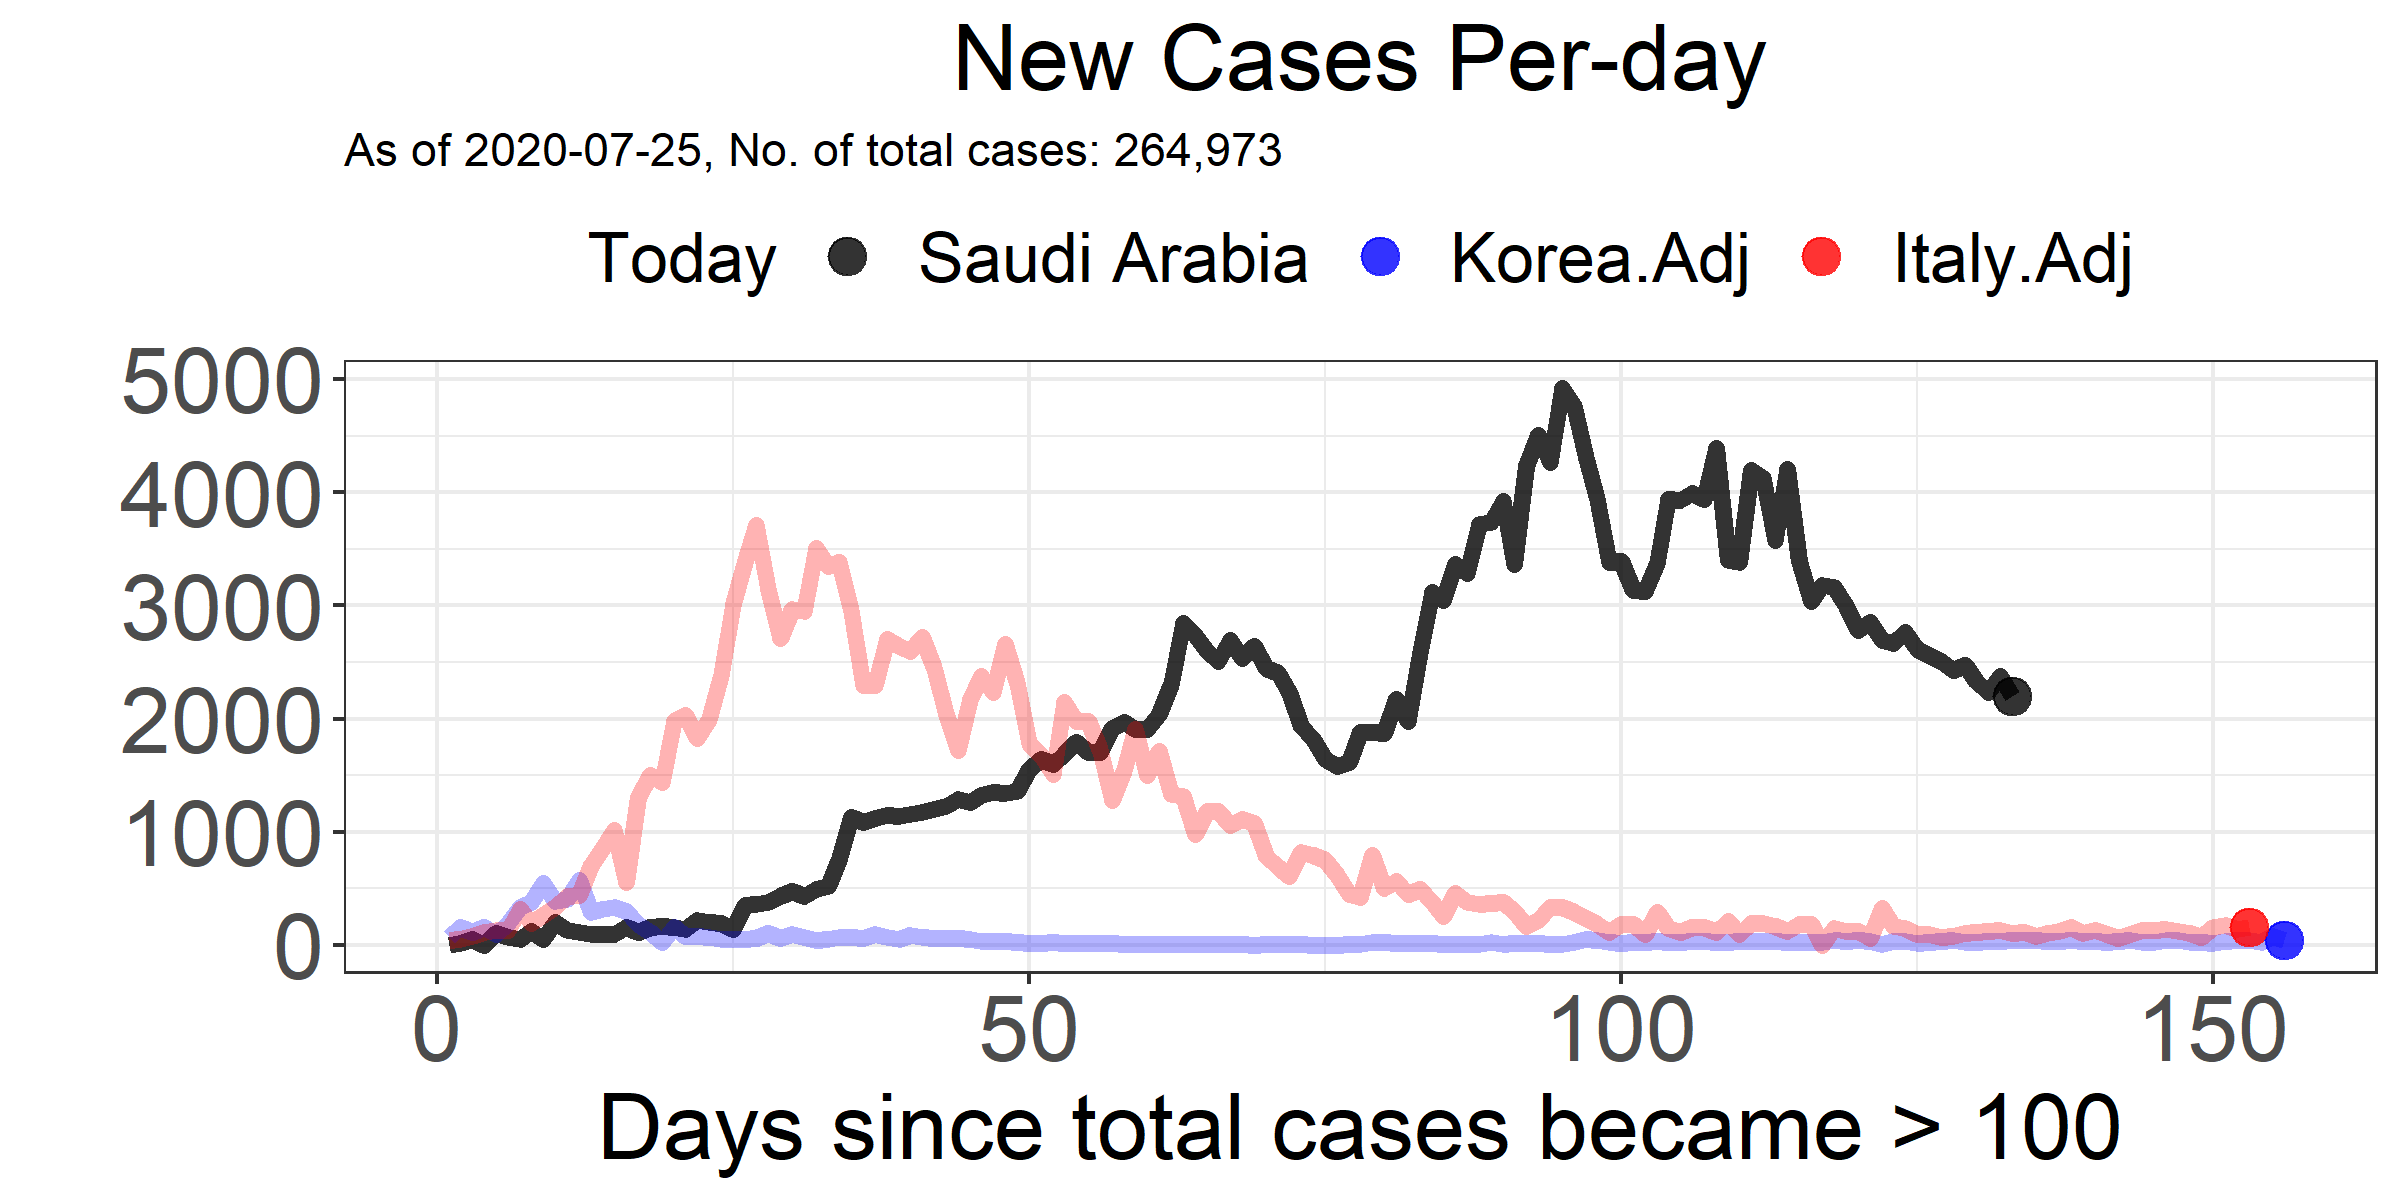 New Cases Per-day
As of 2020-07-25, No. of total cases: 264,973
Today Saudi Arabia Korea.Adj Italy.Adj
5000
4000
3000
2000
1000
0
0 50 100 150
Days since total cases became > 100